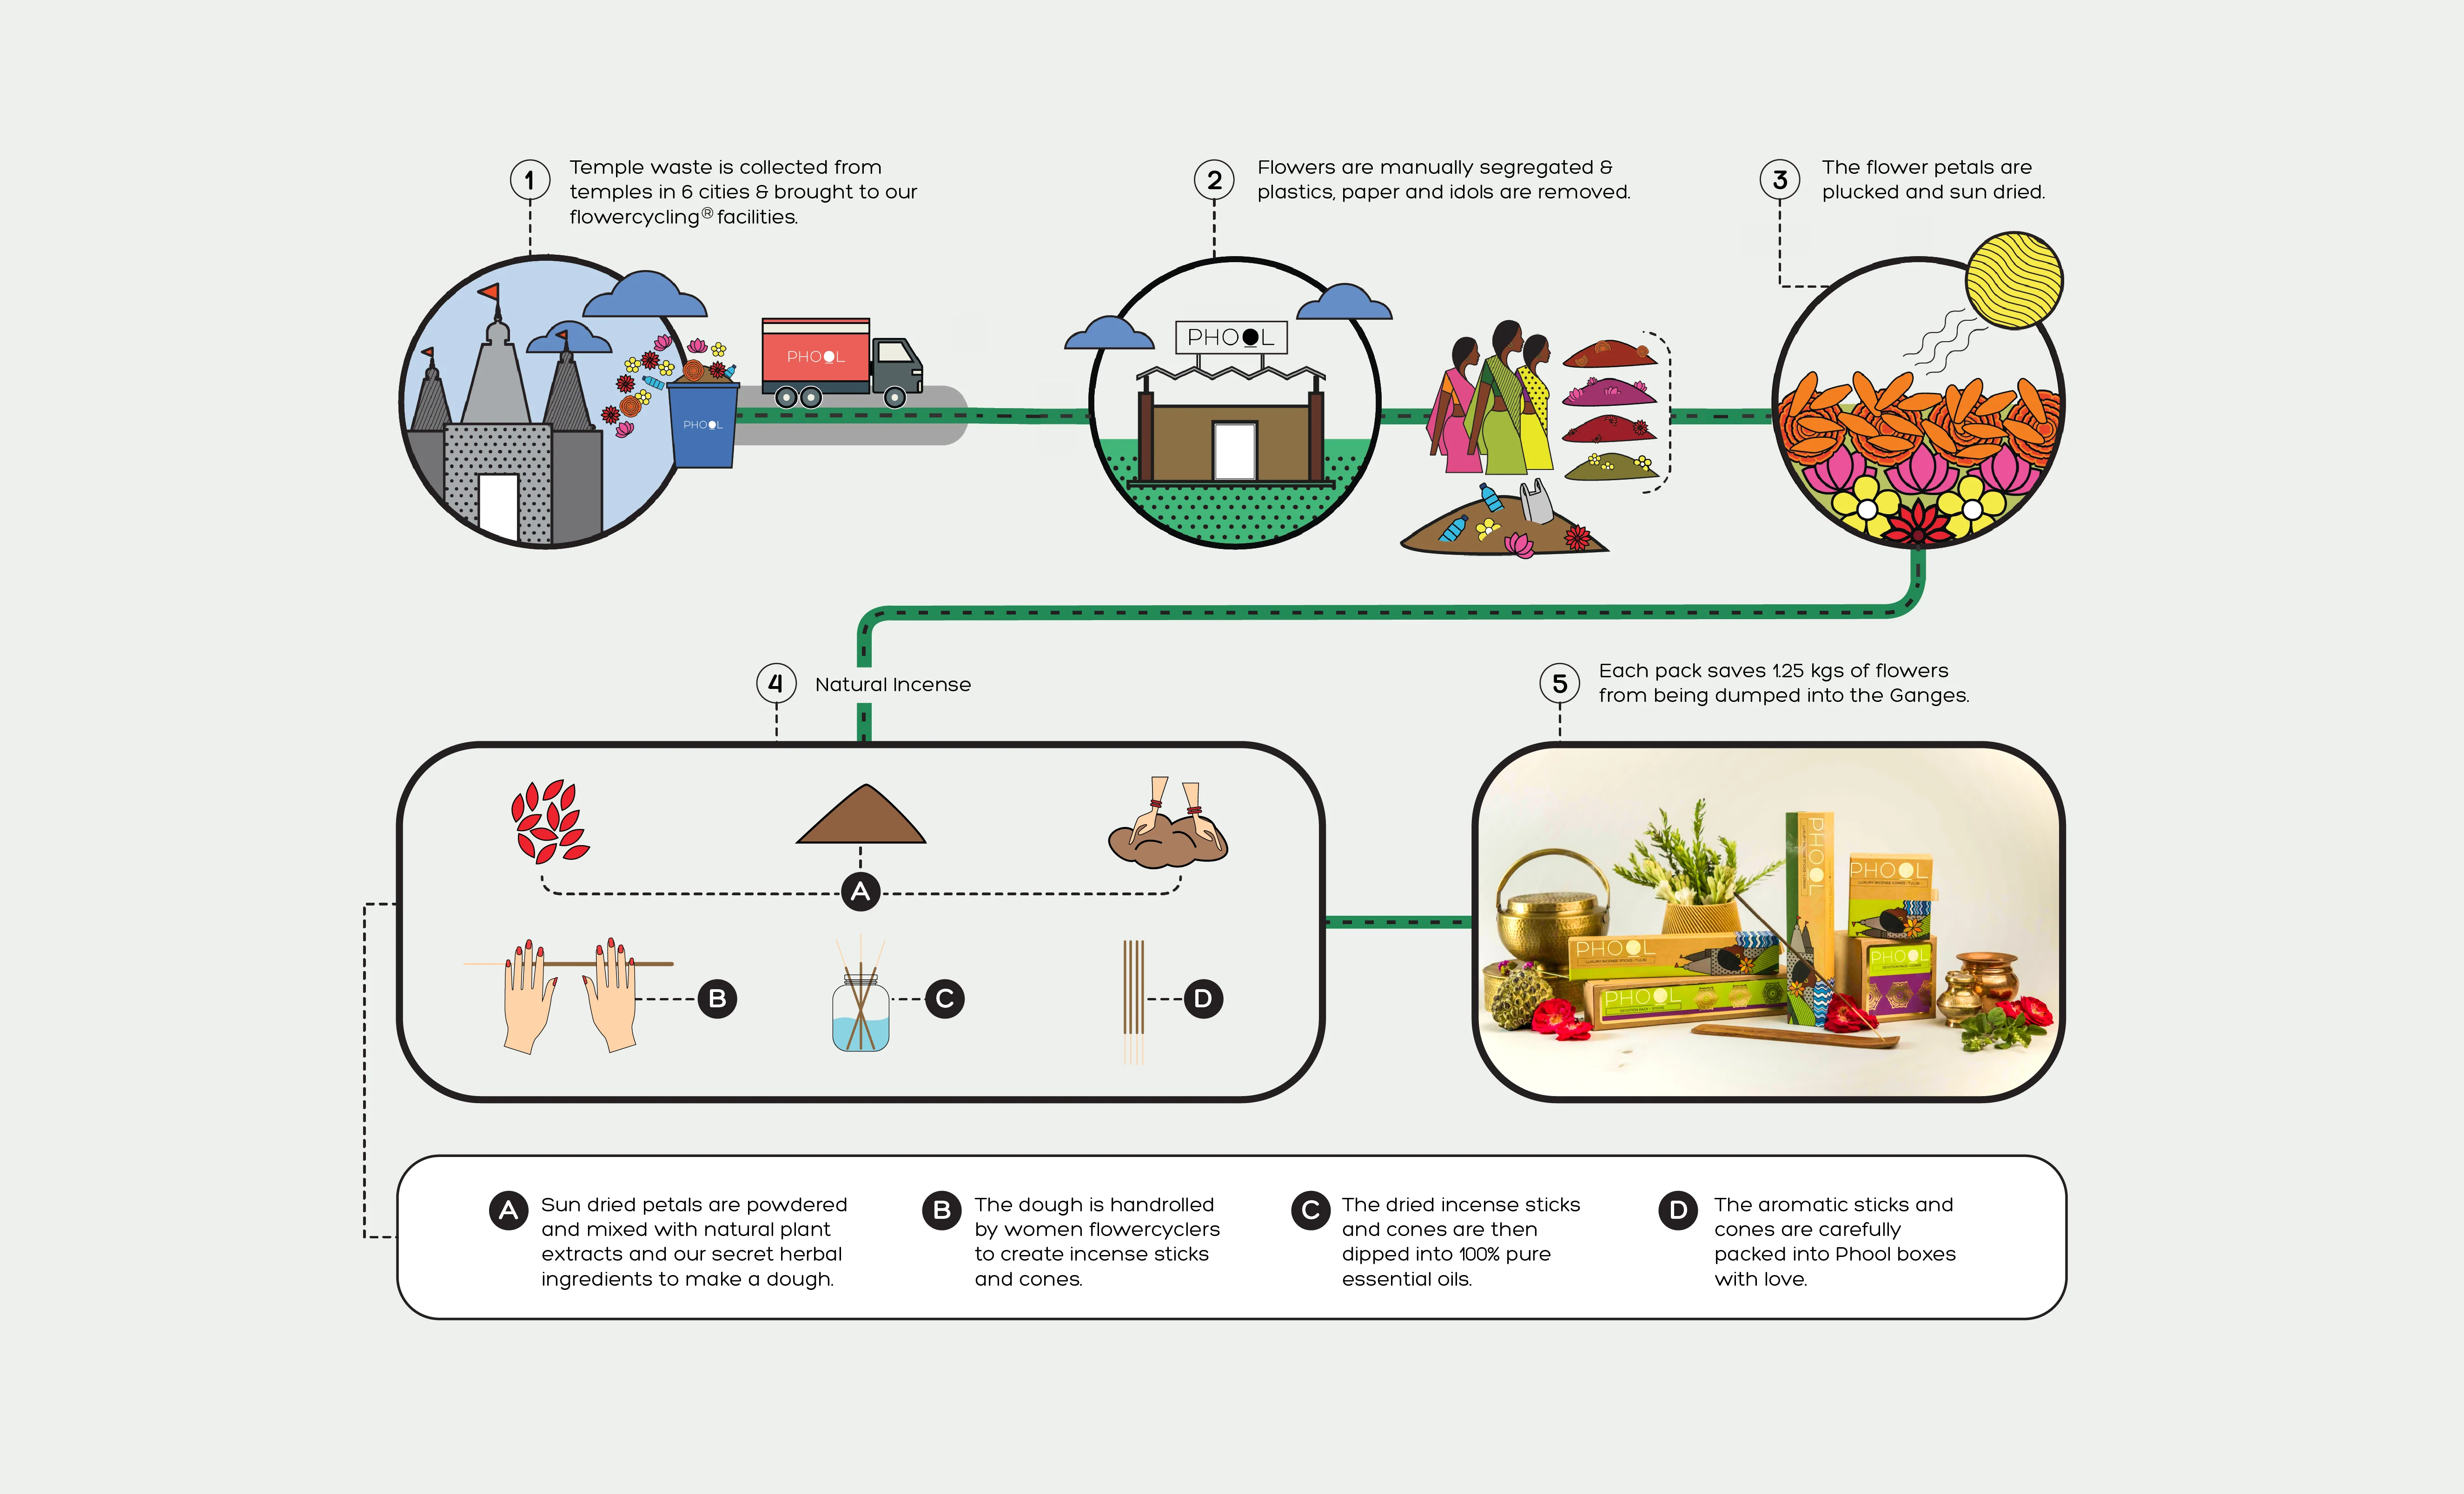 1
Temple waste is collected from
temples in 6 cities & brought to our
flowercycling® facilities.
2
Flowers are manually segregated &
plastics, paper and idols are removed.
3
The flower petals are
plucked and sun dried.
PHOOL
PHOOL
PHOOL
4
Natural Incense
5
Each pack saves 1.25 kgs of flowers
from being dumped into the Ganges.
A
B
C
D
PHOOL
PHOOL
PHOOL
LUXURY INCENSE STICKS - TULSI
PHOOL
PHOOL
A
Sun dried petals are powdered
and mixed with natural plant
extracts and our secret herbal
ingredients to make a dough.
B
The dough is handrolled
by women flowercyclers
to create incense sticks
and cones.
C
The dried incense sticks
and cones are then
dipped into 100% pure
essential oils.
D
The aromatic sticks and
cones are carefully
packed into Phool boxes
with love.